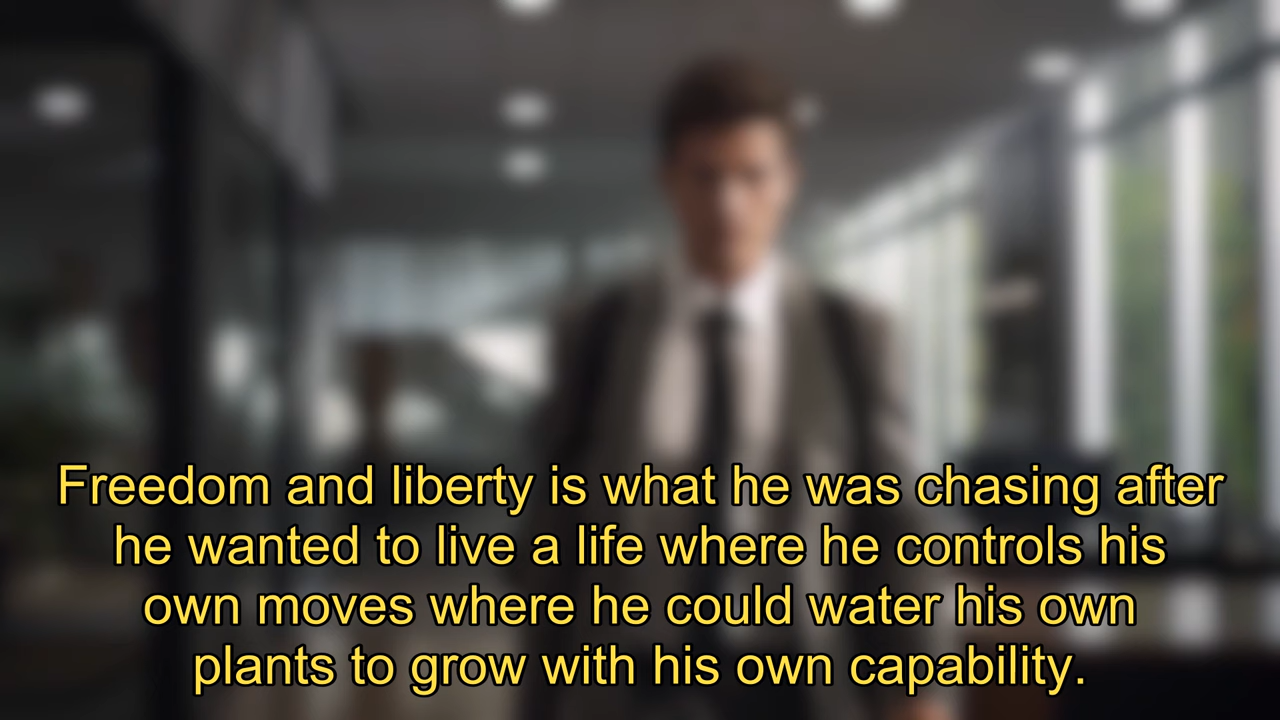 Freedom and liberty is what he was chasing after
he wanted to live a life where he controls his
own moves where he could water his own
plants to grow with his own capability.